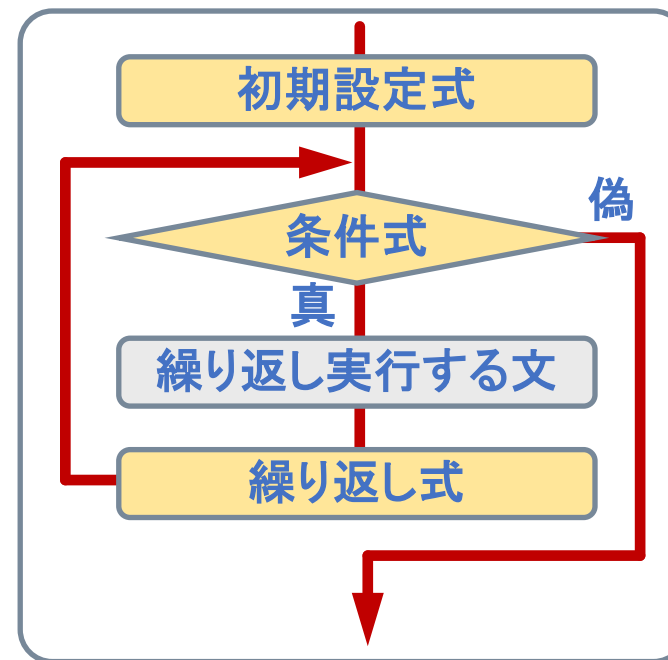 初期設定式
条件式
偽
真
繰り返し実行する文
繰り返し式